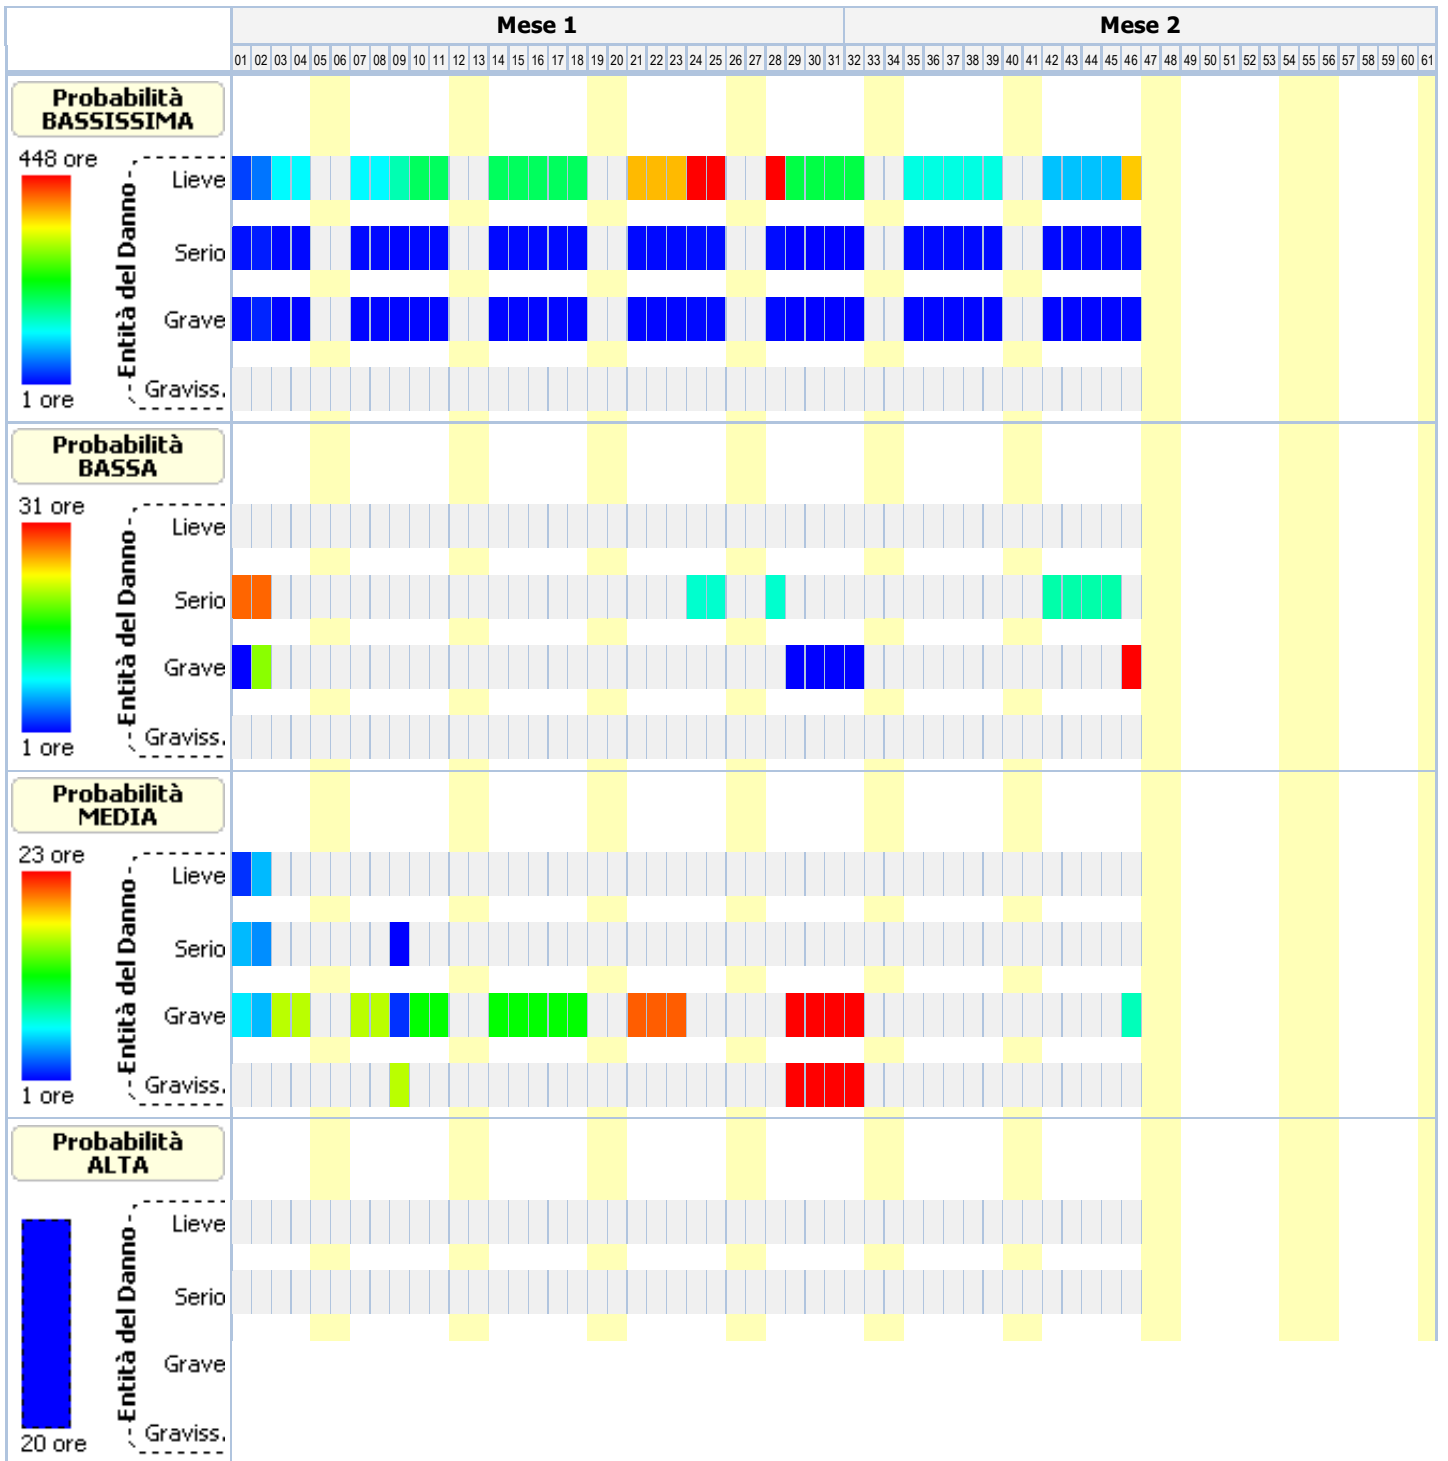 Mese 1 Mese 2
01 02 03 04 05 06 07 08 09 10 11 12 13 14 15 16 17 18 19 20 21 22 23 24 25 26 27 28 29 30 31 32 33 34 35 36 37 38 39 40 41 42 43 44 45 46 47 48 49 50 51 52 53 54 55 56 57 58 59 60 61
Probabilità
BASSISSIMA
448 ore
1 ore
Entità del Danno
Lieve
Serio
Grave
Graviss.
Probabilità
BASSA
31 ore
1 ore
Entità del Danno
Lieve
Serio
Grave
Graviss.
Probabilità
MEDIA
23 ore
1 ore
Entità del Danno
Lieve
Serio
Grave
Graviss.
Probabilità
ALTA
20 ore
Entità del Danno
Lieve
Serio
Grave
Graviss.